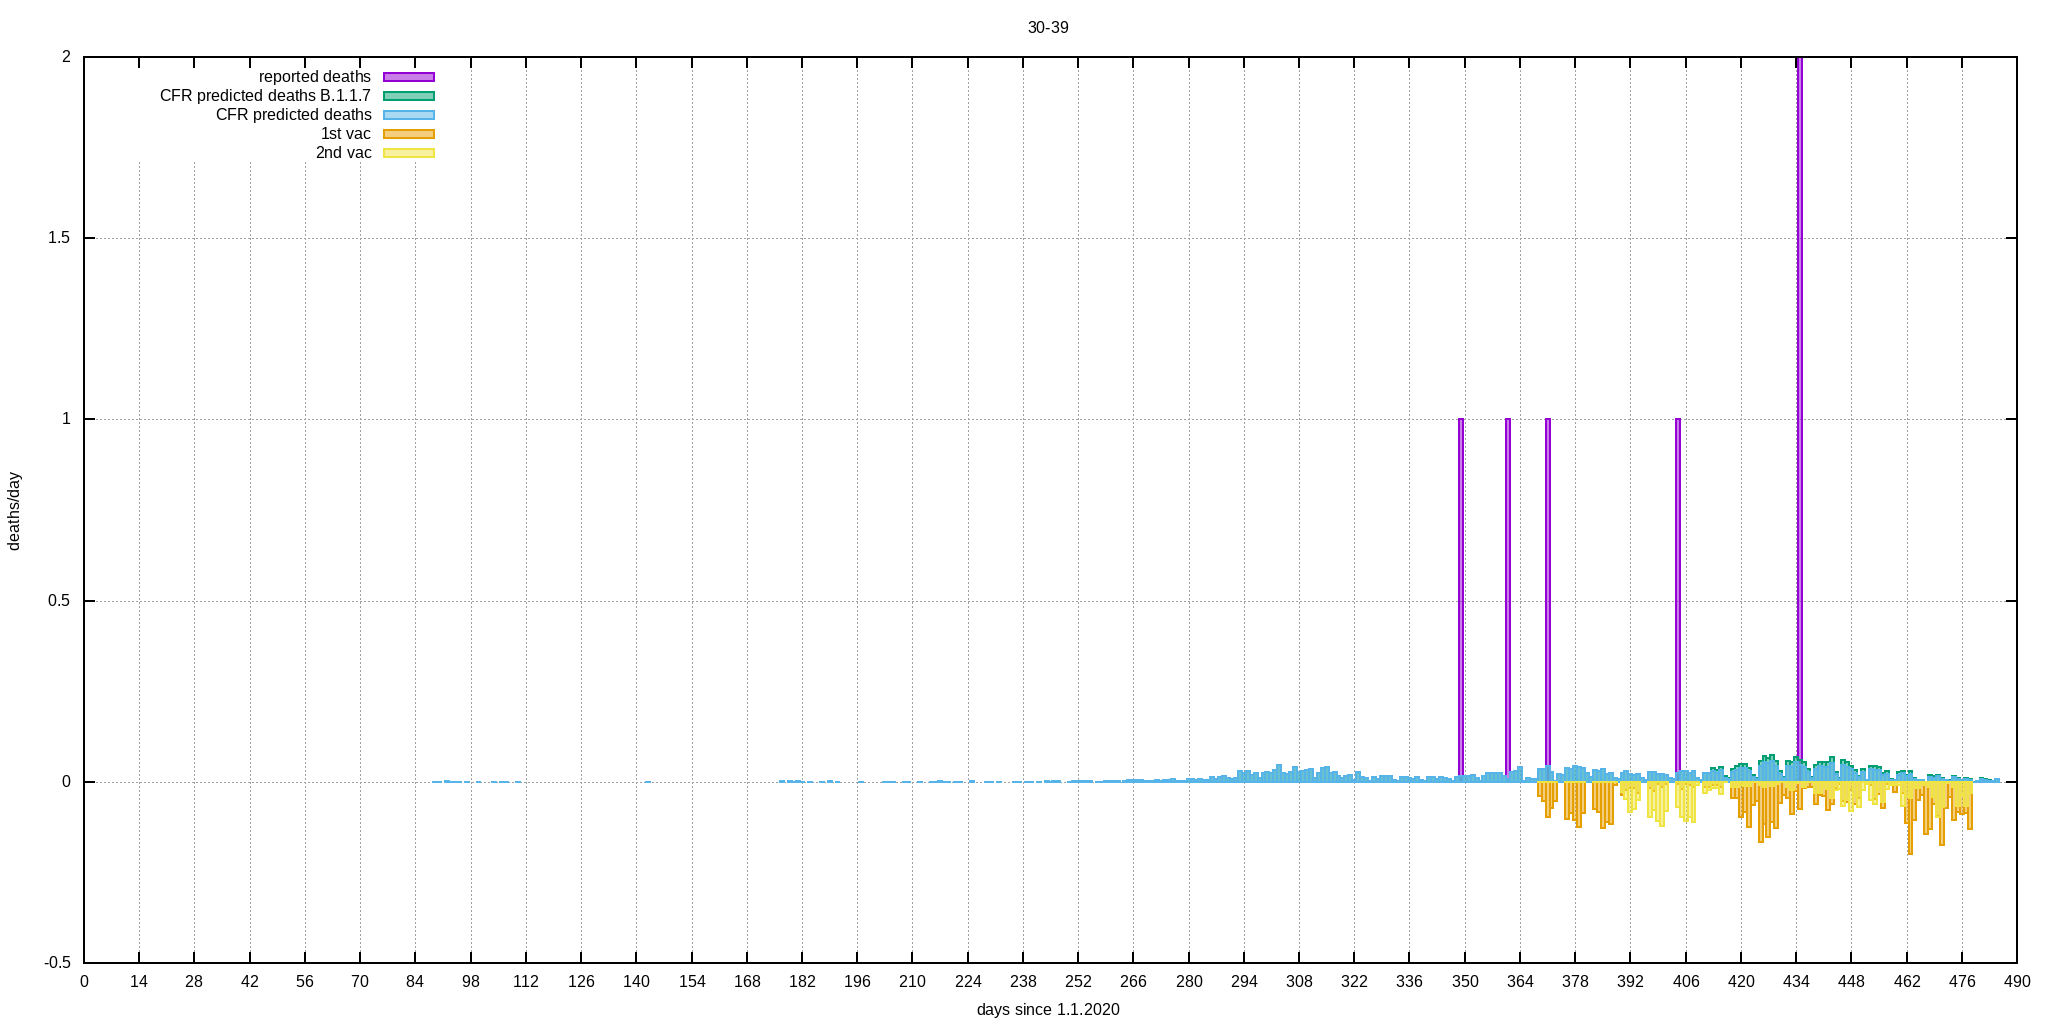 30-39
reported deaths
CFR predicted deaths B.1.1.7
CFR predicted deaths
1st vac
2nd vac
2
1.5
1
0.5
0
-0.5
deaths/day
0 14 28 42 56 70 84 98 112 126 140 154 168 182 196 210 224 238 252 266 280 294 308 322 336 350 364 378 392 406 420 434 448 462 476 490
days since 1.1.2020